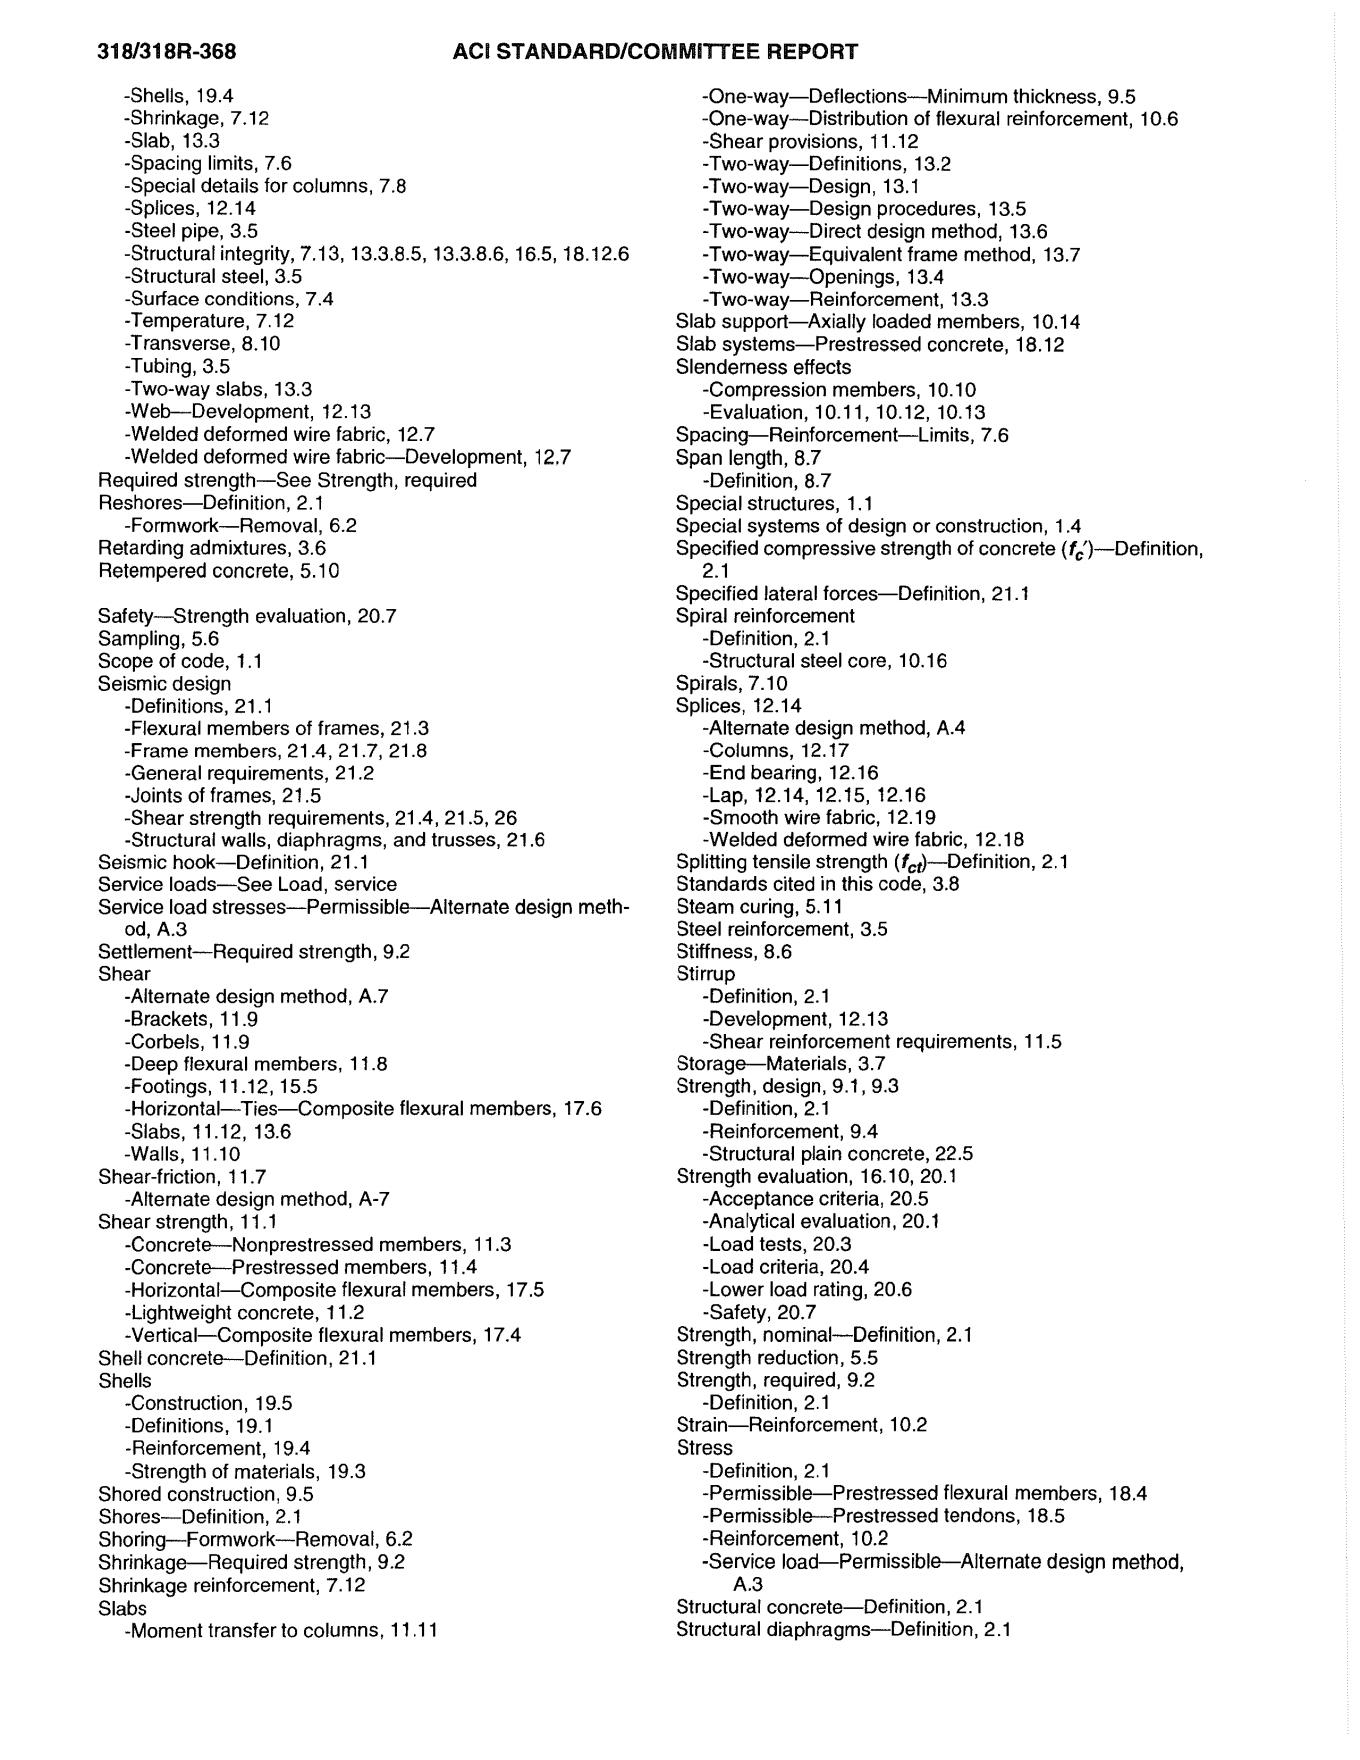 318/318R-368
ACI STANDARD/COMMITTEE REPORT
-Shells, 19.4
-Shrinkage, 7.12
-Slab, 13.3
-Spacing limits, 7.6
-Special details for columns, 7.8
-Splices, 12.14
-Steel pipe, 3.5
-Structural integrity, 7.13, 13.3.8.5, 13.3.8.6, 16.5, 18.12.6
-Structural steel, 3.5
-Surface conditions, 7.4
-Temperature, 7.12
-Transverse, 8.10
-Tubing, 3.5
-Two-way slabs, 13.3
-Web—Development, 12.13
-Welded deformed wire fabric, 12.7
-Welded deformed wire fabric—Development, 12.7
Required strength—See Strength, required
Reshores—Definition, 2.1
-Formwork—Removal, 6.2
Retarding admixtures, 3.6
Retempered concrete, 5.10
Safety—Strength evaluation, 20.7
Sampling, 5.6
Scope of code, 1.1
Seismic design
-Definitions, 21.1
-Flexural members of frames, 21.3
-Frame members, 21.4, 21.7, 21.8
-General requirements, 21.2
-Joints of frames, 21.5
-Shear strength requirements, 21.4, 21.5, 26
-Structural walls, diaphragms, and trusses, 21.6
Seismic hook—Definition, 21.1
Service loads—See Load, service
Service load stresses—Permissible—Alternate design meth-
od, A.3
Settlement—Required strength, 9.2
Shear
-Alternate design method, A.7
-Brackets, 11.9
-Corbels, 11.9
-Deep flexural members, 11.8
-Footings, 11.12, 15.5
-Horizontal—Ties—Composite flexural members, 17.6
-Slabs, 11.12, 13.6
-Walls, 11.10
Shear-friction, 11.7
-Alternate design method, A-7
Shear strength, 11.1
-Concrete—Nonprestressed members, 11.3
-Concrete—Prestressed members, 11.4
-Horizontal—Composite flexural members, 17.5
-Lightweight concrete, 11.2
-Vertical—Composite flexural members, 17.4
Shell concrete—Definition, 21.1
Shells
-Construction, 19.5
-Definitions, 19.1
-Reinforcement, 19.4
-Strength of materials, 19.3
Shored construction, 9.5
Shores—Definition, 2.1
Shoring—Formwork—Removal, 6.2
Shrinkage—Required strength, 9.2
Shrinkage reinforcement, 7.12
Slabs
-Moment transfer to columns, 11.11
-One-way—Deflections—Minimum thickness, 9.5
-One-way—Distribution of flexural reinforcement, 10.6
-Shear provisions, 11.12
-Two-way—Definitions, 13.2
-Two-way—Design, 13.1
-Two-way—Design procedures, 13.5
-Two-way—Direct design method, 13.6
-Two-way—Equivalent frame method, 13.7
-Two-way—Openings, 13.4
-Two-way—Reinforcement, 13.3
Slab support—Axially loaded members, 10.14
Slab systems—Prestressed concrete, 18.12
Slenderness effects
-Compression members, 10.10
-Evaluation, 10.11, 10.12, 10.13
Spacing—Reinforcement—Limits, 7.6
Span length, 8.7
-Definition, 8.7
Special structures, 1.1
Special systems of design or construction, 1.4
Specified compressive strength of concrete (fc′)—Definition,
2.1
Specified lateral forces—Definition, 21.1
Spiral reinforcement
-Definition, 2.1
-Structural steel core, 10.16
Spirals, 7.10
Splices, 12.14
-Alternate design method, A.4
-Columns, 12.17
-End bearing, 12.16
-Lap, 12.14, 12.15, 12.16
-Smooth wire fabric, 12.19
-Welded deformed wire fabric, 12.18
Splitting tensile strength (fct)—Definition, 2.1
Standards cited in this code, 3.8
Steam curing, 5.11
Steel reinforcement, 3.5
Stiffness, 8.6
Stirrup
-Definition, 2.1
-Development, 12.13
-Shear reinforcement requirements, 11.5
Storage—Materials, 3.7
Strength, design, 9.1, 9.3
-Definition, 2.1
-Reinforcement, 9.4
-Structural plain concrete, 22.5
Strength evaluation, 16.10, 20.1
-Acceptance criteria, 20.5
-Analytical evaluation, 20.1
-Load tests, 20.3
-Load criteria, 20.4
-Lower load rating, 20.6
-Safety, 20.7
Strength, nominal—Definition, 2.1
Strength reduction, 5.5
Strength, required, 9.2
-Definition, 2.1
Strain—Reinforcement, 10.2
Stress
-Definition, 2.1
-Permissible—Prestressed flexural members, 18.4
-Permissible—Prestressed tendons, 18.5
-Reinforcement, 10.2
-Service load—Permissible—Alternate design method,
A.3
Structural concrete—Definition, 2.1
Structural diaphragms—Definition, 2.1